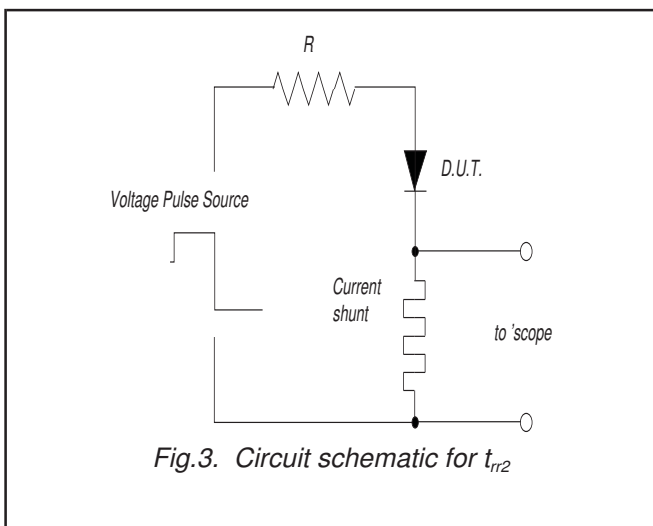 R
D.U.T.
Voltage Pulse Source
Current
shunt
to 'scope
Fig.3. Circuit schematic for trr2